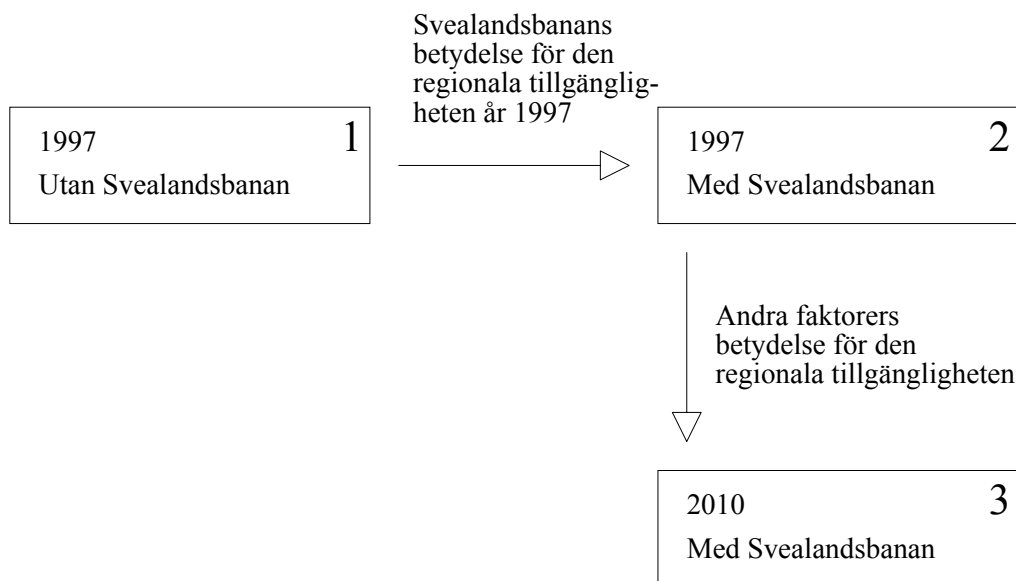 Svealandsbanans
betydelse för den
regionala tillgänglig-
heten år 1997
1997 1
Utan Svealandsbanan
1997 2
Med Svealandsbanan
Andra faktorers
betydelse för den
regionala tillgängligheten
2010 3
Med Svealandsbanan